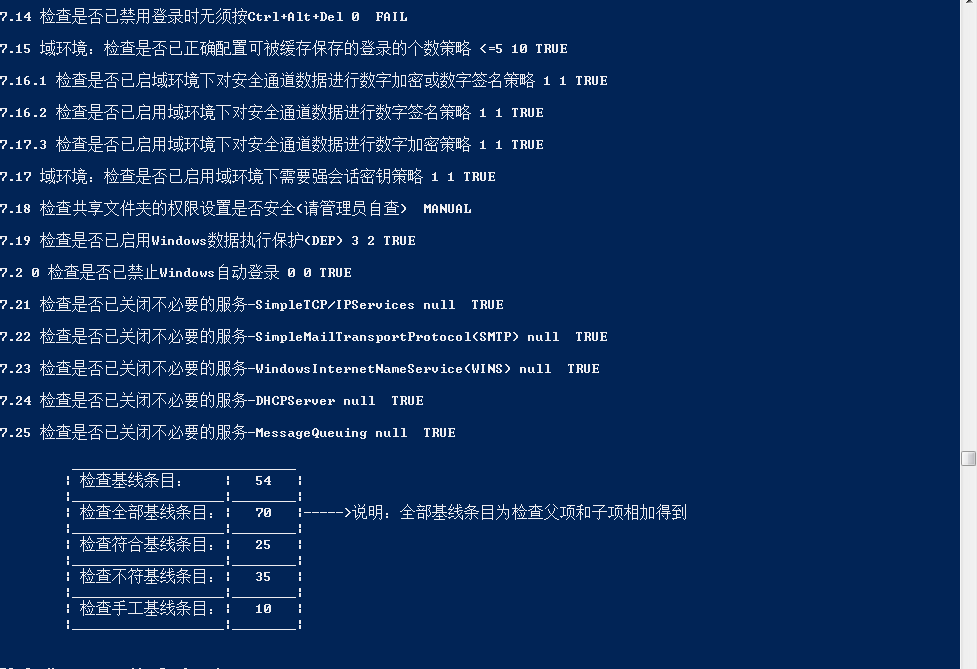 7.14 检查是否已禁用登录时无须按Ctrl+Alt+Del 0  FAIL
7.15 域环境：检查是否已正确配置可被缓存保存的登录的个数策略 <=5 10 TRUE
7.16.1 检查是否已启域环境下对安全通道数据进行数字加密或数字签名策略 1 1 TRUE
7.16.2 检查是否已启用域环境下对安全通道数据进行数字签名策略 1 1 TRUE
7.17.3 检查是否已启用域环境下对安全通道数据进行数字加密策略 1 1 TRUE
7.17 域环境：检查是否已启用域环境下需要强会话密钥策略 1 1 TRUE
7.18 检查共享文件夹的权限设置是否安全(请管理员自查)  MANUAL
7.19 检查是否已启用Windows数据执行保护(DEP) 3 2 TRUE
7.2 0 检查是否已禁止Windows自动登录 0 0 TRUE
7.21 检查是否已关闭不必要的服务-SimpleTCP/IPServices null  TRUE
7.22 检查是否已关闭不必要的服务-SimpleMailTransportProtocol(SMTP) null  TRUE
7.23 检查是否已关闭不必要的服务-WindowsInternetNameService(WINS) null  TRUE
7.24 检查是否已关闭不必要的服务-DHCPServer null  TRUE
7.25 检查是否已关闭不必要的服务-MessageQueuing null  TRUE
检查基线条目： 54
检查全部基线条目： 70 ----->说明：全部基线条目为检查父项和子项相加得到
检查符合基线条目： 25
检查不符基线条目： 35
检查手工基线条目： 10